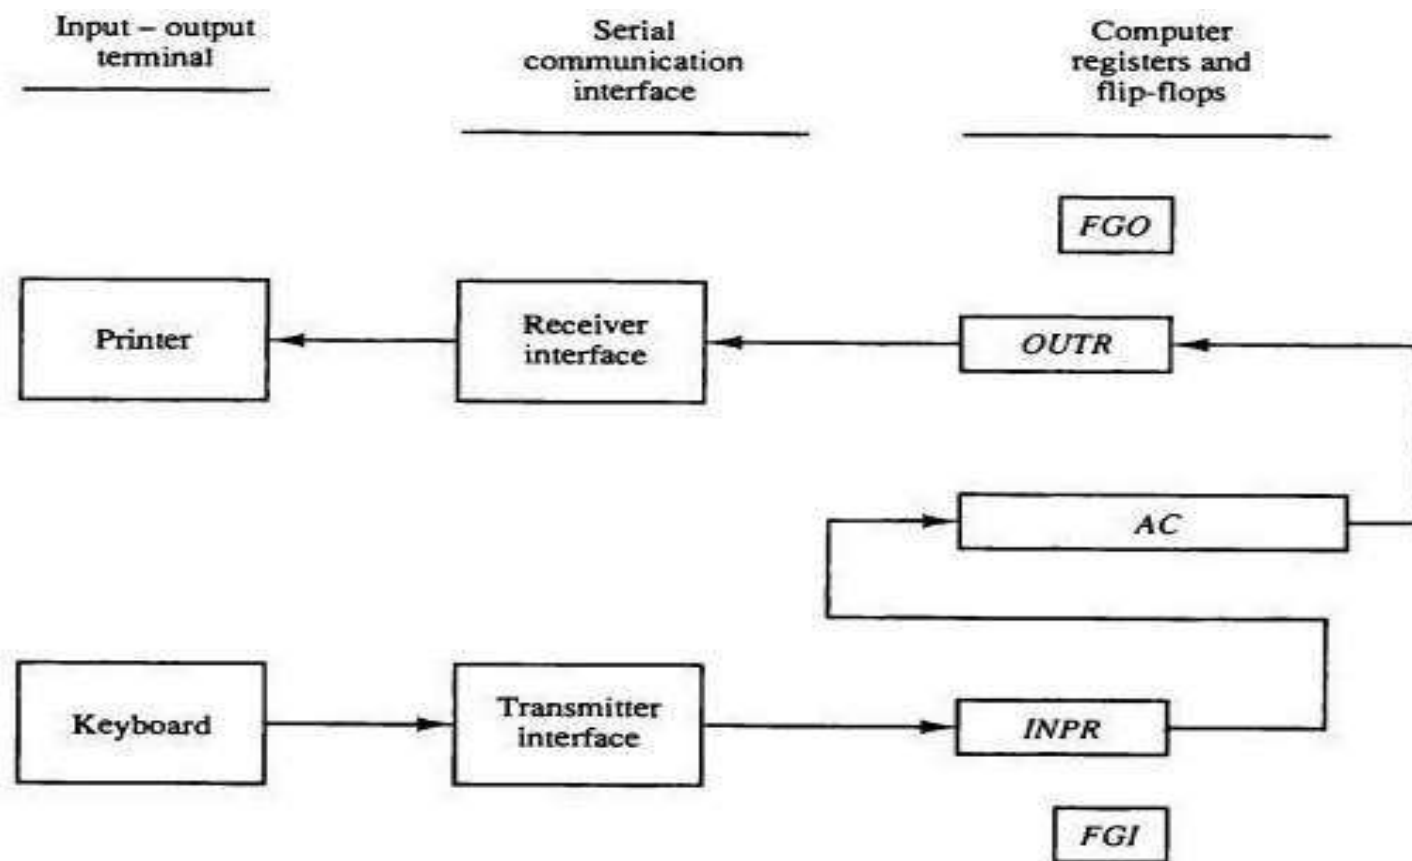 Input – output
terminal
Serial
communication
interface
Computer
registers and
flip-flops
FGO
Printer
Receiver
interface
OUTR
AC
Keyboard
Transmitter
interface
INPR
FGI